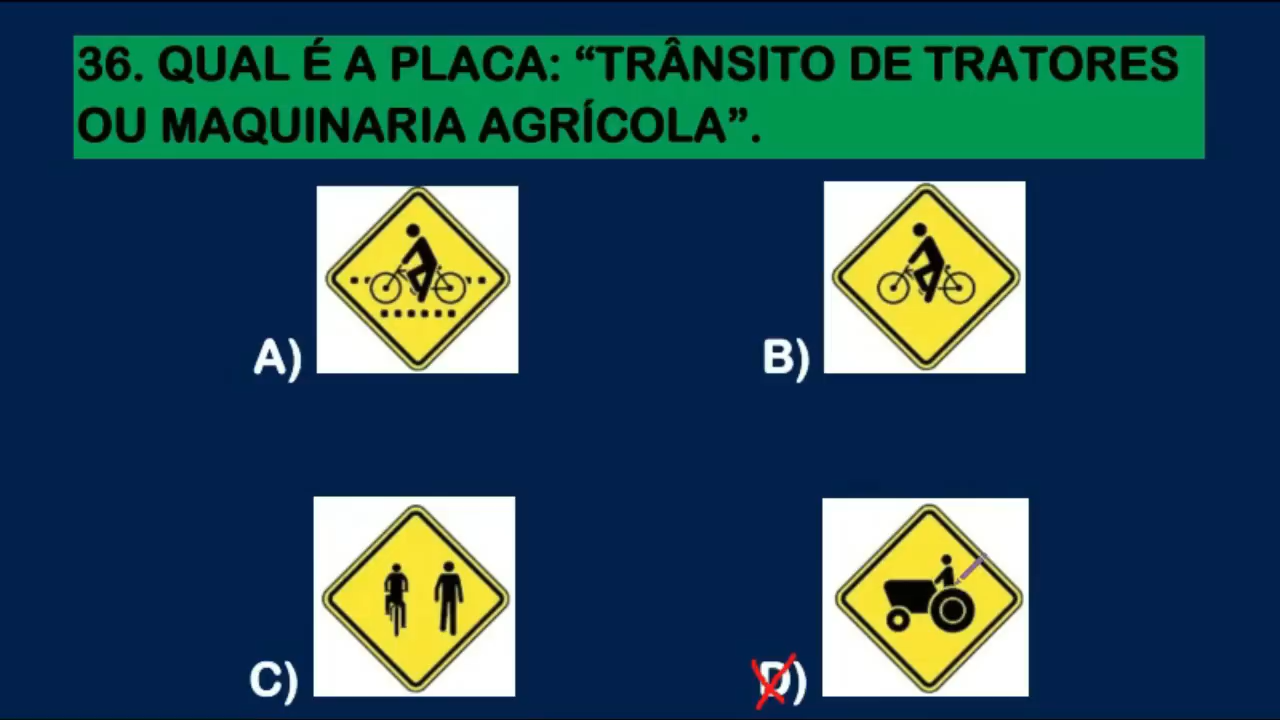 36. QUAL É A PLACA: “TRÂNSITO DE TRATORES
OU MAQUINARIA AGRÍCOLA”.
A)
B)
C)
D)